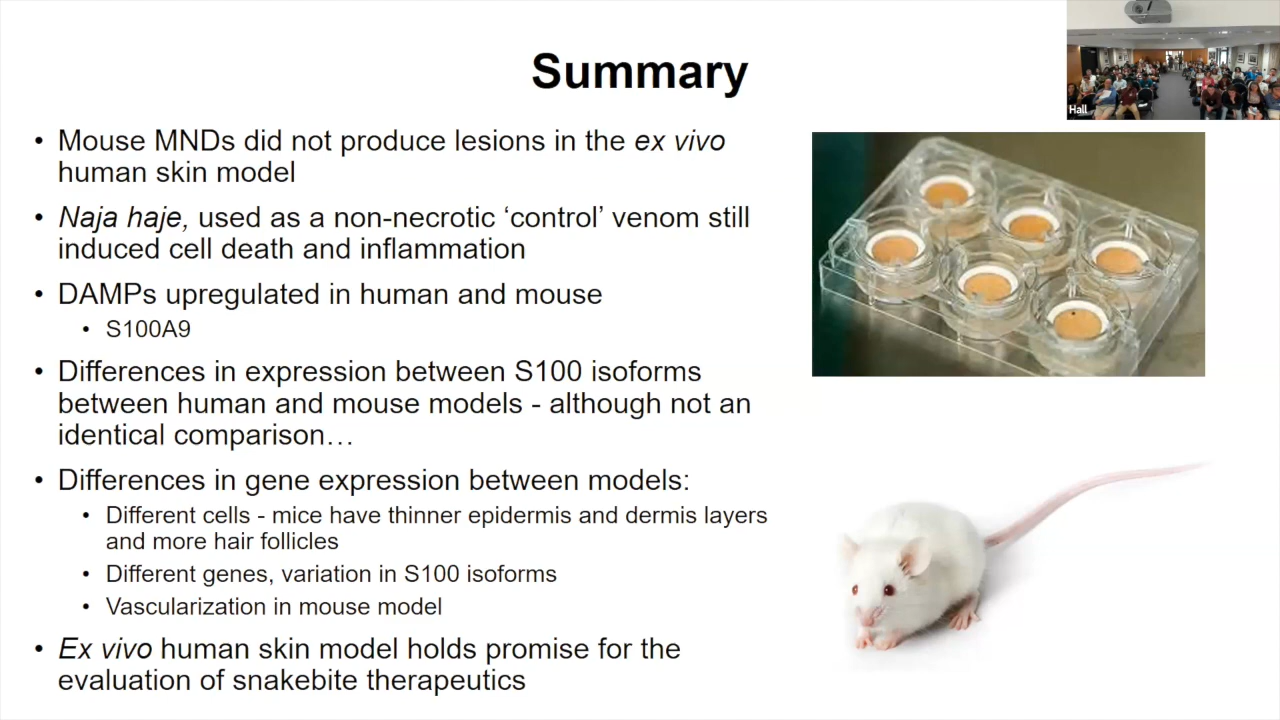 Summary
Hall
• Mouse MNDs did not produce lesions in the ex vivo
human skin model
• Naja haje, used as a non-necrotic ‘control’ venom still
induced cell death and inflammation
• DAMPs upregulated in human and mouse
• S100A9
• Differences in expression between S100 isoforms
between human and mouse models - although not an
identical comparison…
• Differences in gene expression between models:
• Different cells - mice have thinner epidermis and dermis layers
and more hair follicles
• Different genes, variation in S100 isoforms
• Vascularization in mouse model
• Ex vivo human skin model holds promise for the
evaluation of snakebite therapeutics